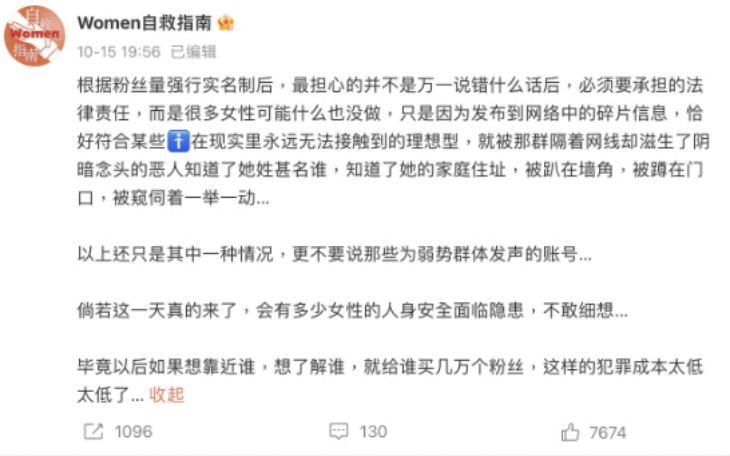 自救
Women
指南
Women自救指南
10-15 19:56 已编辑
根据粉丝量强行实名制后，最担心的并不是万一说错什么话后，必须要承担的法
律责任，而是很多女性可能什么也没做，只是因为发布到网络中的碎片信息，恰
好符合某些✝️在现实里永远无法接触到的理想型，就被那群隔着网线却滋生了阴
暗念头的恶人知道了她姓甚名谁，知道了她的家庭住址，被趴在墙角，被蹲在门
口，被窥伺着一举一动...
以上还只是其中一种情况，更不要说那些为弱势群体发声的账号...
倘若这一天真的来了，会有多少女性的人身安全面临隐患，不敢细想...
毕竟以后如果想靠近谁，想了解谁，就给谁买几万个粉丝，这样的犯罪成本太低
太低了... 收起
1096 130 7674